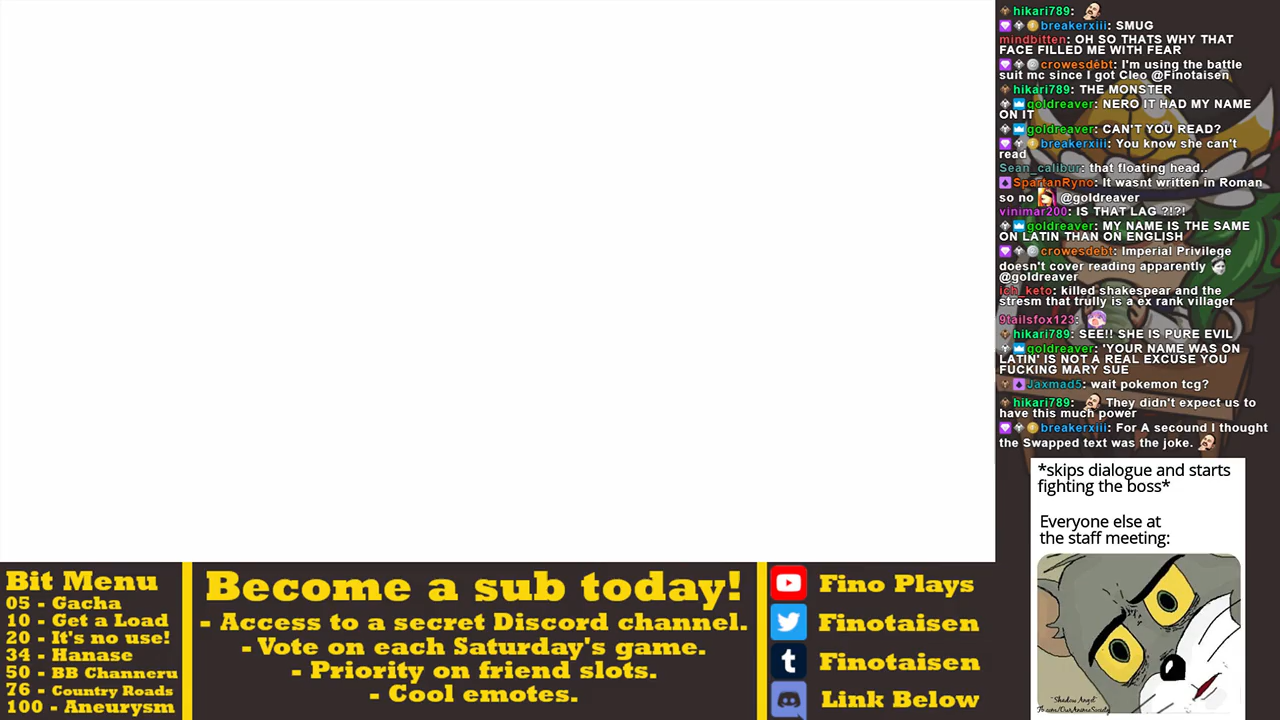 hikari789:
breakerxiii: SMUG
mindbitten: OH SO THATS WHY THAT
FACE FILLED ME WITH FEAR
crowesdebt: I'm using the battle
suit mc since I got Cleo @Finotaisen
hikari789: THE MONSTER
goldreaver: NERO IT HAD MY NAME
ON IT
goldreaver: CAN'T YOU READ?
breakerxiii: You know she can't
read
Sean_calibur: that floating head..
SpartanRyno: It wasnt written in Roman
so no @goldreaver
vinimar200: IS THAT LAG ?!?!
goldreaver: MY NAME IS THE SAME
ON LATIN THAN ON ENGLISH
crowesdebt: Imperial Privilege
doesn't cover reading apparently
@goldreaver
ich_keto: killed shakespear and the
stresm that trully is a ex rank villager
9tailsfox123:
hikari789: SEE!! SHE IS PURE EVIL
goldreaver: 'YOUR NAME WAS ON
LATIN' IS NOT A REAL EXCUSE YOU
FUCKING MARY SUE
Jaxmad5: wait pokemon tcg?
hikari789: They didn't expect us to
have this much power
breakerxiii: For A secound I thought
the Swapped text was the joke.
*skips dialogue and starts
fighting the boss*
Everyone else at
the staff meeting:
~Shadow Angel~
Fb.com/OurAnimeSociety
Bit Menu
05 - Gacha
10 - Get a Load
20 - It's no use!
34 - Hanase
50 - BB Channeru
76 - Country Roads
100 - Aneurysm
Become a sub today!
- Access to a secret Discord channel.
- Vote on each Saturday's game.
- Priority on friend slots.
- Cool emotes.
Fino Plays
Finotaisen
Finotaisen
Link Below